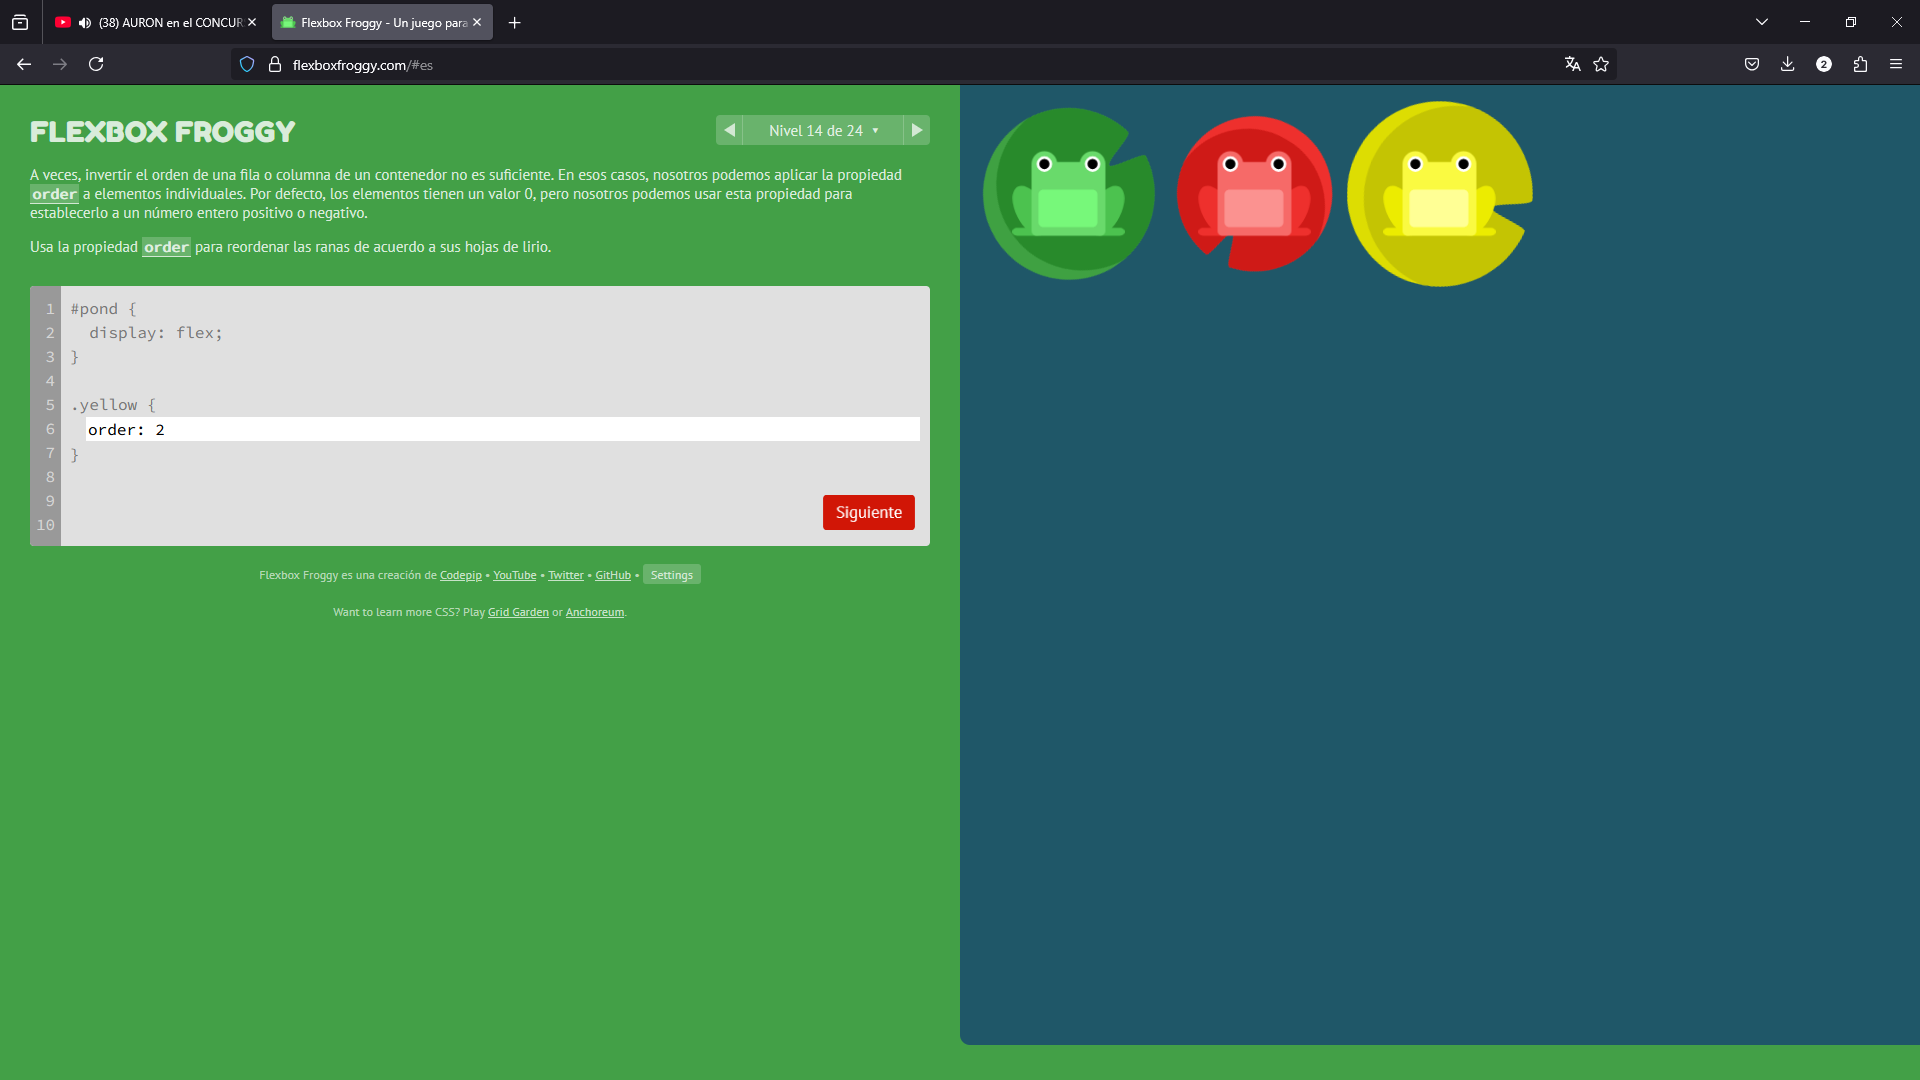 (38) AURON en el CONCUR
Flexbox Froggy - Un juego para
flexboxfroggy.com/#es
2
FLEXBOX FROGGY
Nivel 14 de 24 ▼
A veces, invertir el orden de una fila o columna de un contenedor no es suficiente. En esos casos, nosotros podemos aplicar la propiedad
order a elementos individuales. Por defecto, los elementos tienen un valor 0, pero nosotros podemos usar esta propiedad para
establecerlo a un número entero positivo o negativo.
Usa la propiedad order para reordenar las ranas de acuerdo a sus hojas de lirio.
1 #pond {
2   display: flex;
3 }
4
5 .yellow {
6   order: 2
7 }
8
9
10
Siguiente
Flexbox Froggy es una creación de Codepip • YouTube • Twitter • GitHub • Settings
Want to learn more CSS? Play Grid Garden or Anchoreum.